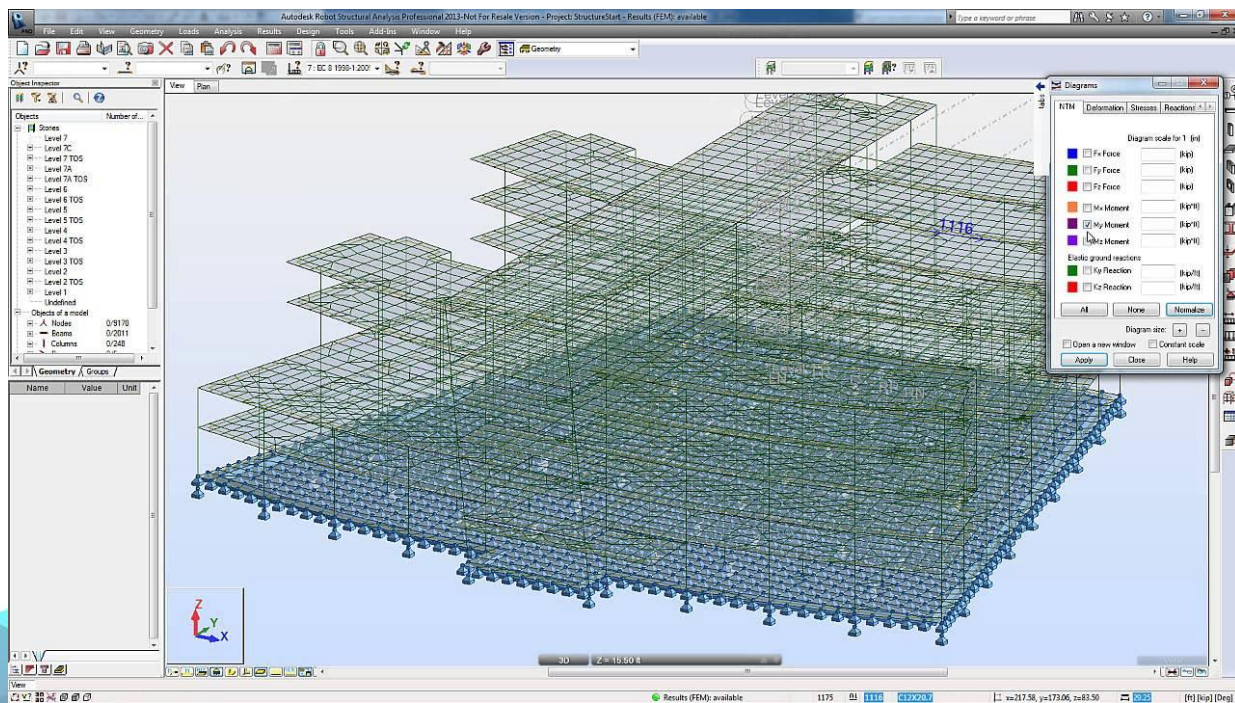 Autodesk Robot Structural Analysis Professional 2013-Not For Resale Version - Project: StructureStart - Results (FEM): available
Type a keyword or phrase
PRO
File Edit View Geometry Loads Analysis Results Design Tools Add-Ins Window Help
Geometry
7 : EC 8 1998-1:200
Object Inspector
View Plan
Objects Number of...
Stories
Level 7
Level 7C
Level 7 TOS
Level 7A
Level 7A TOS
Level 6
Level 6 TOS
Level 5
Level 5 TOS
Level 4
Level 4 TOS
Level 3
Level 3 TOS
Level 2
Level 2 TOS
Level 1
Undefined
Objects of a model
Nodes 0/9170
Beams 0/2011
Columns 0/248
Geometry Groups
Name Value Unit
1116
tabs
Diagrams
NTM Deformation Stresses Reactions
Diagram scale for 1 (in)
Fx Force (kip)
Fy Force (kip)
Fz Force (kip)
Mx Moment (kip*ft)
My Moment (kip*ft)
Mz Moment (kip*ft)
Elastic ground reactions
Ky Reaction (kip/ft)
Kz Reaction (kip/ft)
All None Normalize
Diagram size: + -
Open a new window Constant scale
Apply Close Help
Z
Y
X
3D Z = 15.50 ft
View
Results (FEM): available 1175 1116 C12X20.7 x=217.58, y=173.06, z=83.50 29.25 [ft] [kip] [Deg]